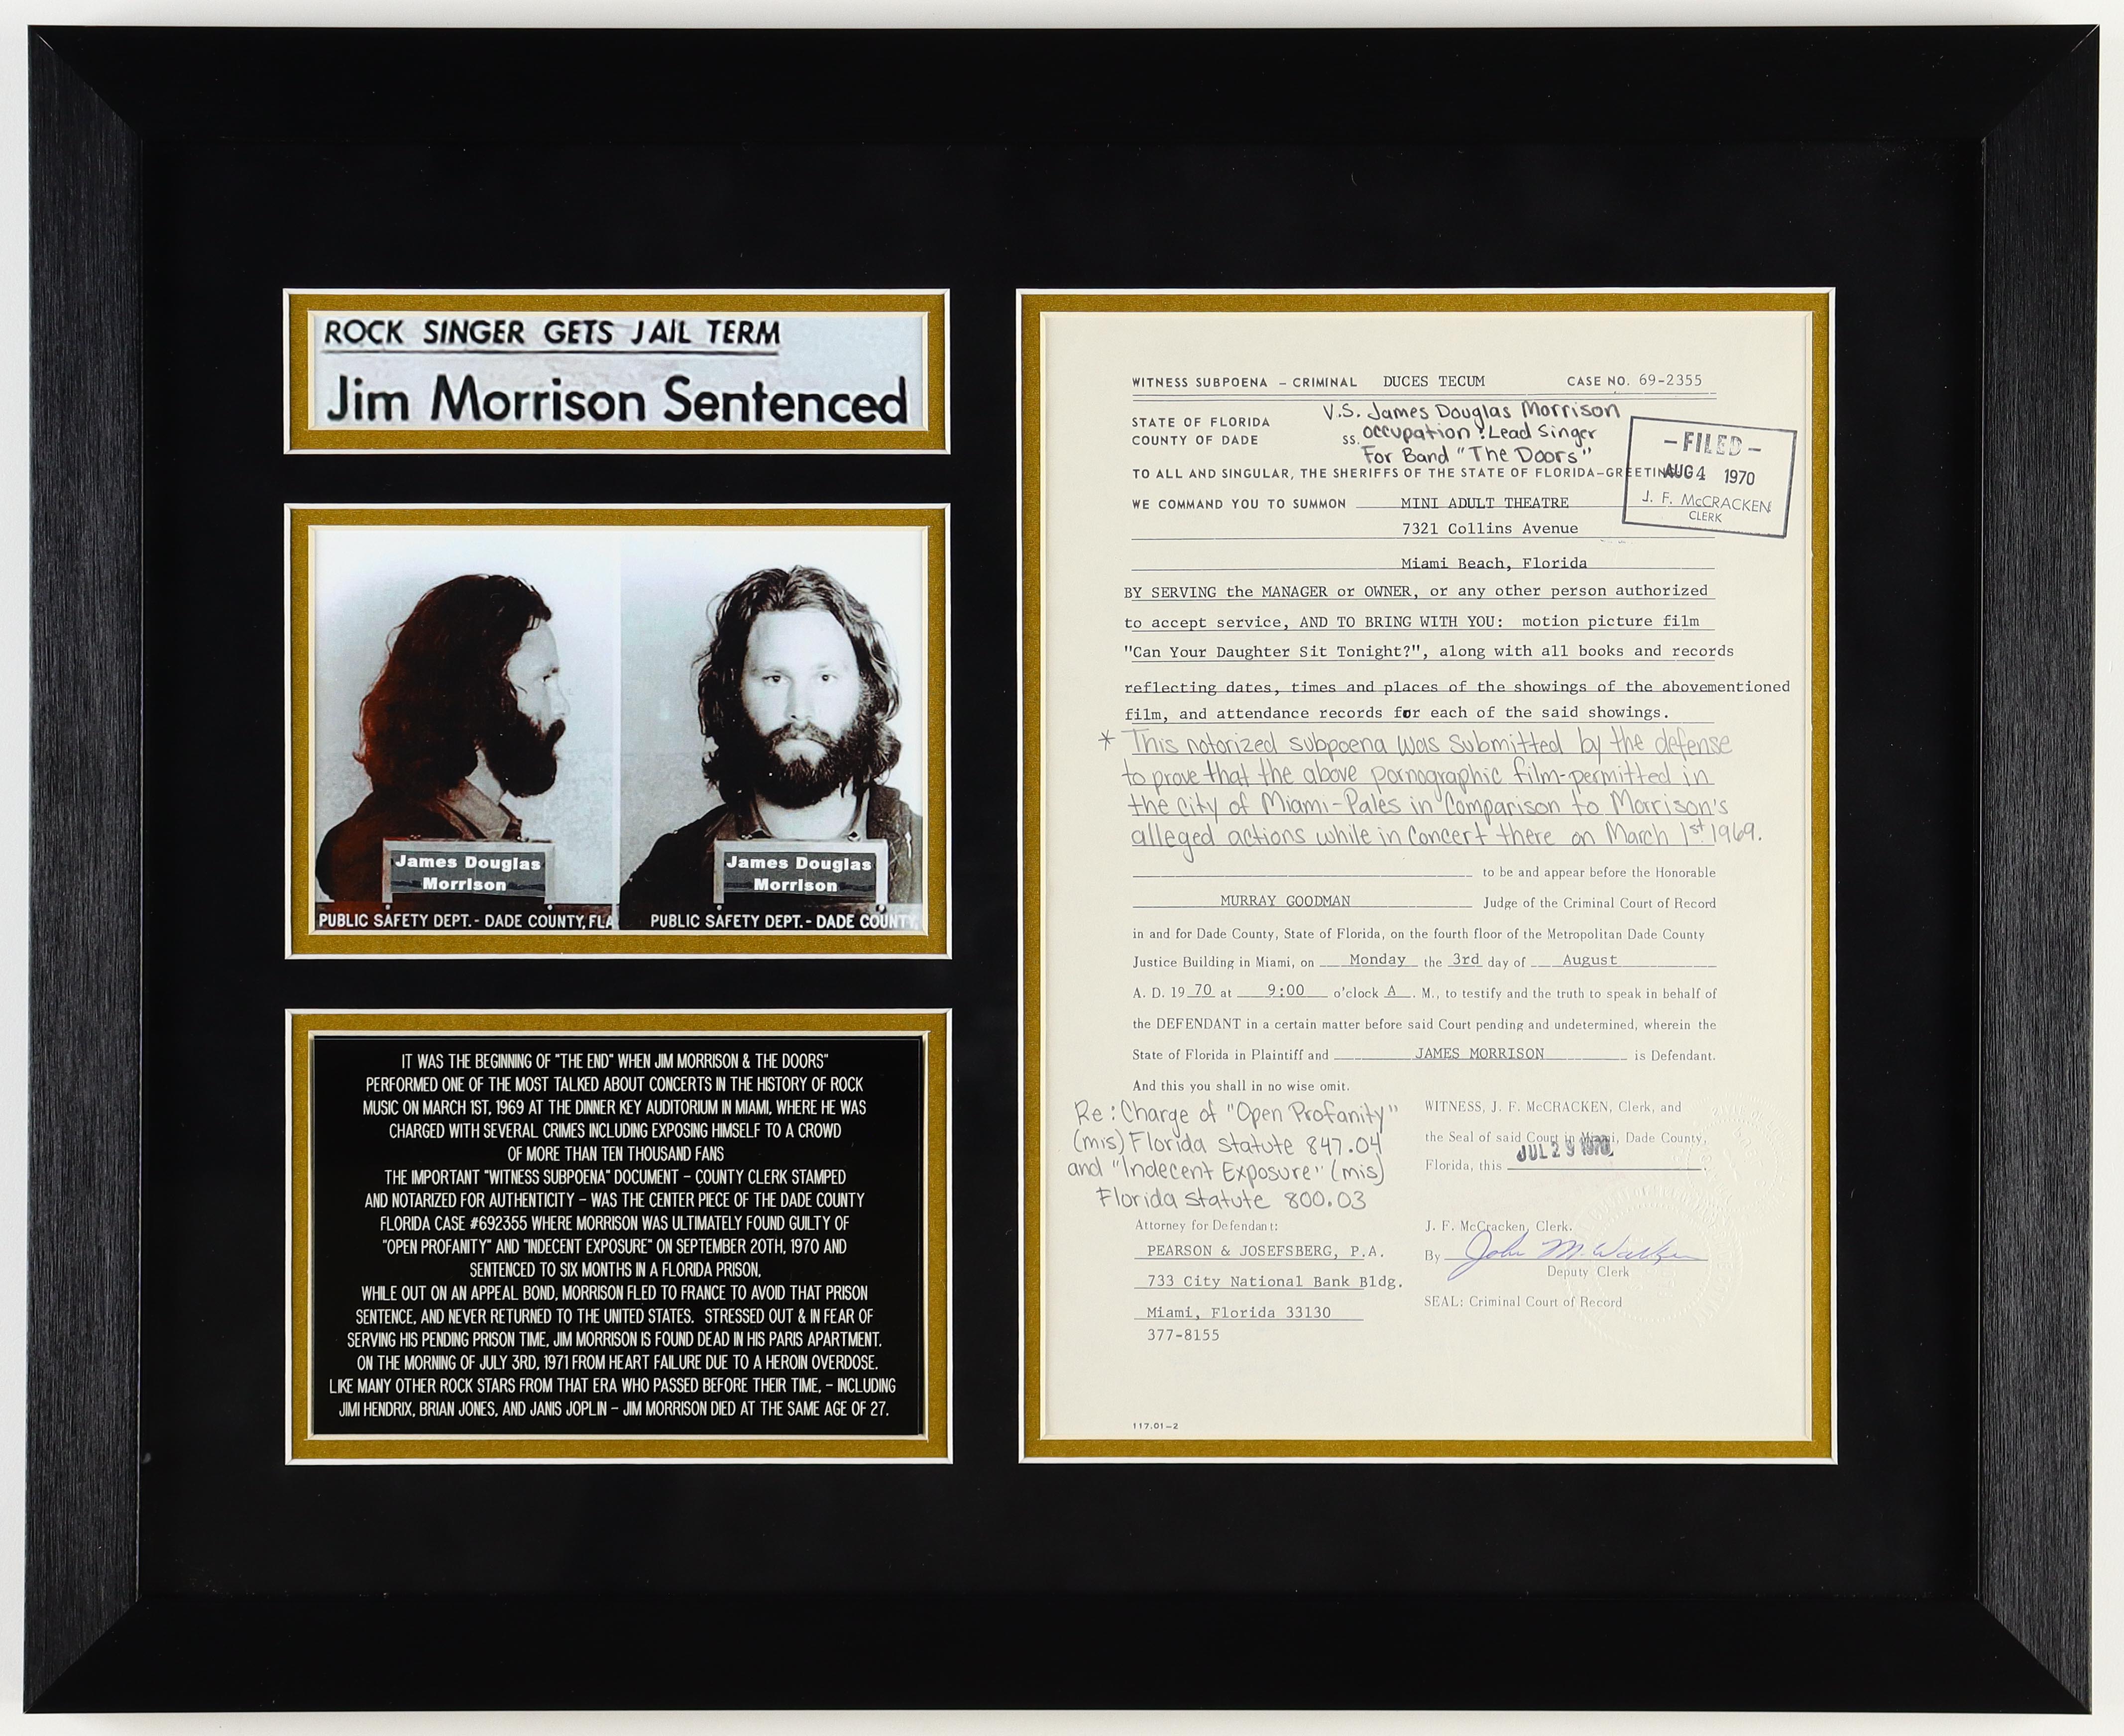 ROCK SINGER GETS JAIL TERM
Jim Morrison Sentenced
James Douglas
Morrison
PUBLIC SAFETY DEPT. - DADE COUNTY, FLA
James Douglas
Morrison
PUBLIC SAFETY DEPT. - DADE COUNTY,
IT WAS THE BEGINNING OF "THE END" WHEN JIM MORRISON & THE DOORS"
PERFORMED ONE OF THE MOST TALKED ABOUT CONCERTS IN THE HISTORY OF ROCK
MUSIC ON MARCH 1ST, 1969 AT THE DINNER KEY AUDITORIUM IN MIAMI, WHERE HE WAS
CHARGED WITH SEVERAL CRIMES INCLUDING EXPOSING HIMSELF TO A CROWD
OF MORE THAN TEN THOUSAND FANS
THE IMPORTANT "WITNESS SUBPOENA" DOCUMENT - COUNTY CLERK STAMPED
AND NOTARIZED FOR AUTHENTICITY - WAS THE CENTER PIECE OF THE DADE COUNTY
FLORIDA CASE #692355 WHERE MORRISON WAS ULTIMATELY FOUND GUILTY OF
"OPEN PROFANITY" AND "INDECENT EXPOSURE" ON SEPTEMBER 20TH, 1970 AND
SENTENCED TO SIX MONTHS IN A FLORIDA PRISON,
WHILE OUT ON AN APPEAL BOND, MORRISON FLED TO FRANCE TO AVOID THAT PRISON
SENTENCE, AND NEVER RETURNED TO THE UNITED STATES. STRESSED OUT & IN FEAR OF
SERVING HIS PENDING PRISON TIME, JIM MORRISON IS FOUND DEAD IN HIS PARIS APARTMENT.
ON THE MORNING OF JULY 3RD, 1971 FROM HEART FAILURE DUE TO A HEROIN OVERDOSE.
LIKE MANY OTHER ROCK STARS FROM THAT ERA WHO PASSED BEFORE THEIR TIME, - INCLUDING
JIMI HENDRIX, BRIAN JONES, AND JANIS JOPLIN - JIM MORRISON DIED AT THE SAME AGE OF 27.
WITNESS SUBPOENA - CRIMINAL DUCES TECUM CASE NO. 69-2355
V.S. James Douglas Morrison
STATE OF FLORIDA
COUNTY OF DADE ss. Occupation: Lead Singer
For Band "The Doors"
- FILED -
AUG 4 1970
J. F. McCRACKEN
CLERK
TO ALL AND SINGULAR, THE SHERIFFS OF THE STATE OF FLORIDA-GREETING:
WE COMMAND YOU TO SUMMON MINI ADULT THEATRE
7321 Collins Avenue
Miami Beach, Florida
BY SERVING the MANAGER or OWNER, or any other person authorized
to accept service, AND TO BRING WITH YOU: motion picture film
"Can Your Daughter Sit Tonight?", along with all books and records
reflecting dates, times and places of the showings of the abovementioned
film, and attendance records for each of the said showings.
* This notorized subpoena was submitted by the defense
to prove that the above pornographic film-permitted in
the city of Miami-Pales in Comparison to Morrison's
alleged actions while in Concert there on March 1st 1969.
to be and appear before the Honorable
MURRAY GOODMAN Judge of the Criminal Court of Record
in and for Dade County, State of Florida, on the fourth floor of the Metropolitan Dade County
Justice Building in Miami, on Monday the 3rd day of August
A. D. 19 70 at 9:00 o'clock A. M., to testify and the truth to speak in behalf of
the DEFENDANT in a certain matter before said Court pending and undetermined, wherein the
State of Florida in Plaintiff and JAMES MORRISON is Defendant.
And this you shall in no wise omit.
Re: Charge of "Open Profanity"
(mis) Florida statute 847.04
and "Indecent Exposure" (mis)
Florida statute 800.03
WITNESS, J. F. McCRACKEN, Clerk, and
the Seal of said Court in Miami, Dade County,
Florida, this JUL 29 1970
Attorney for Defendant:
PEARSON & JOSEFSBERG, P.A.
733 City National Bank Bldg.
Miami, Florida 33130
377-8155
J. F. McCracken, Clerk.
By John M. Walker
Deputy Clerk
SEAL: Criminal Court of Record
117.01-2